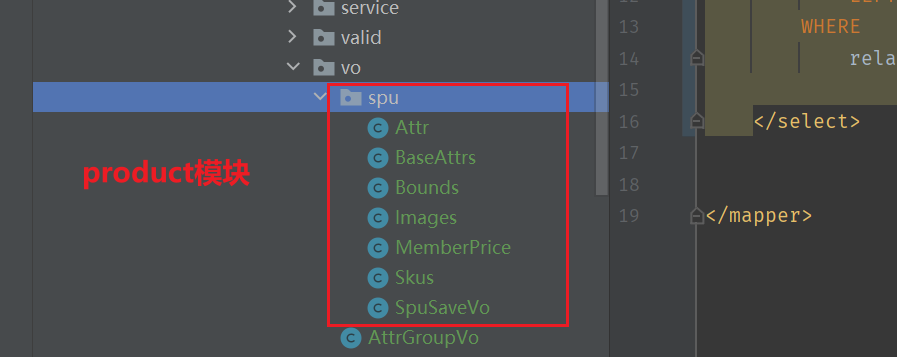 service
valid
vo
spu
Attr
BaseAttrs
Bounds
Images
MemberPrice
Skus
SpuSaveVo
AttrGroupVo
product模块
13 WHERE
14 rela
15
16 </select>
17
18
19 </mapper>